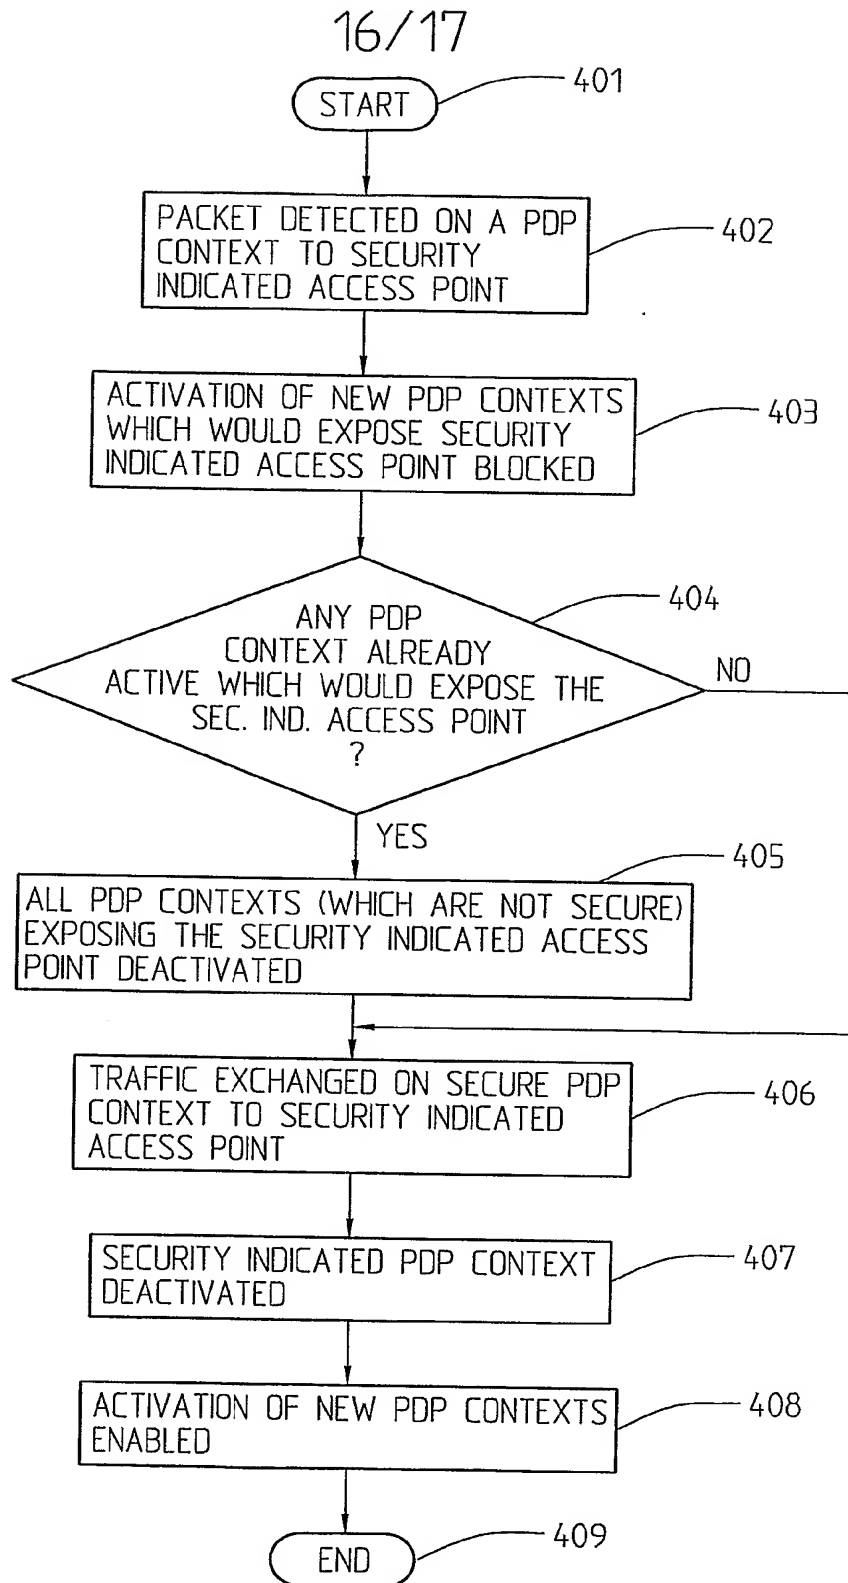 16/17
START
401
PACKET DETECTED ON A PDP
CONTEXT TO SECURITY
INDICATED ACCESS POINT
402
ACTIVATION OF NEW PDP CONTEXTS
WHICH WOULD EXPOSE SECURITY
INDICATED ACCESS POINT BLOCKED
403
ANY PDP
CONTEXT ALREADY
ACTIVE WHICH WOULD EXPOSE THE
SEC. IND. ACCESS POINT
?
404
NO
YES
405
ALL PDP CONTEXTS (WHICH ARE NOT SECURE)
EXPOSING THE SECURITY INDICATED ACCESS
POINT DEACTIVATED
TRAFFIC EXCHANGED ON SECURE PDP
CONTEXT TO SECURITY INDICATED
ACCESS POINT
406
SECURITY INDICATED PDP CONTEXT
DEACTIVATED
407
ACTIVATION OF NEW PDP CONTEXTS
ENABLED
408
END
409